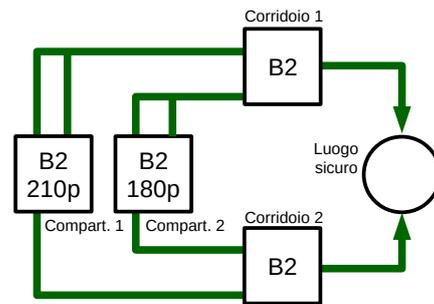 Corridoio 1
B2
B2
210p
Compart. 1
B2
180p
Compart. 2
Luogo
sicuro
Corridoio 2
B2